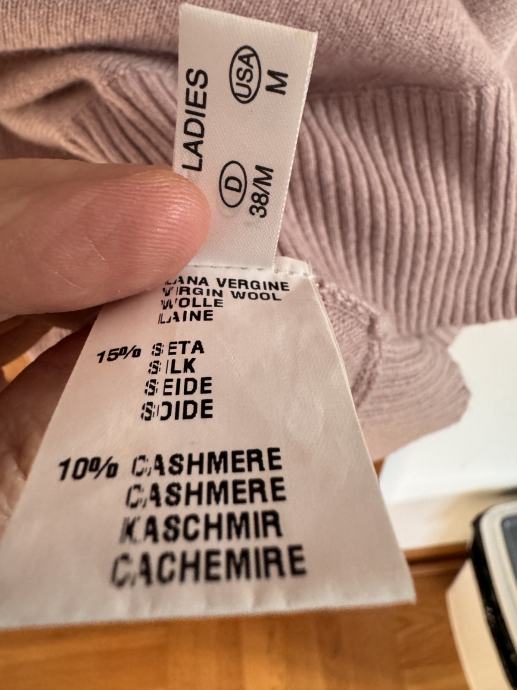 LADIES
USA
M
D
38/M
LANA VERGINE
VIRGIN WOOL
WOLLE
LAINE
15% SETA
SILK
SEIDE
SOIDE
10% CASHMERE
CASHMERE
KASCHMIR
CACHEMIRE